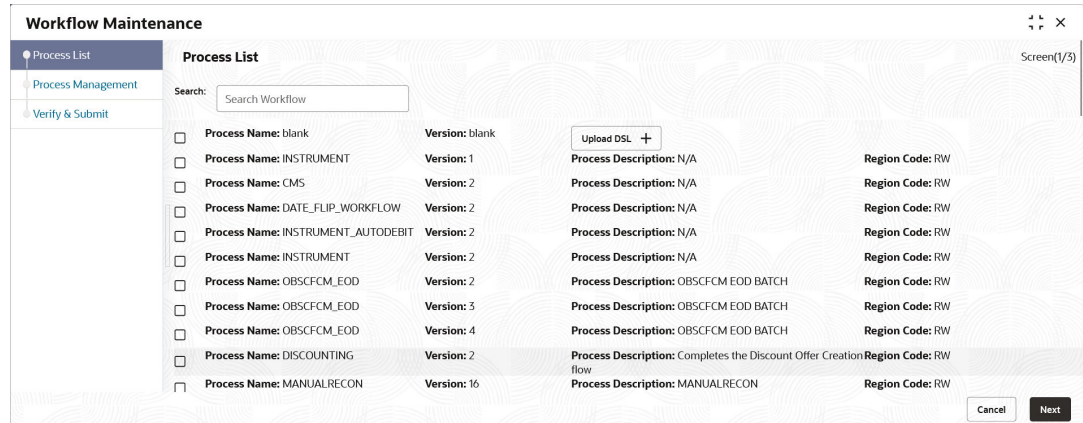 Workflow Maintenance
Process List
Process Management
Verify & Submit
Process List
Screen(1/3)
Search:
Search Workflow
Process Name: blank Version: blank Upload DSL +
Process Name: INSTRUMENT Version: 1 Process Description: N/A Region Code: RW
Process Name: CMS Version: 2 Process Description: N/A Region Code: RW
Process Name: DATE_FLIP_WORKFLOW Version: 2 Process Description: N/A Region Code: RW
Process Name: INSTRUMENT_AUTODEBIT Version: 2 Process Description: N/A Region Code: RW
Process Name: INSTRUMENT Version: 2 Process Description: N/A Region Code: RW
Process Name: OBSCFCM_EOD Version: 2 Process Description: OBSCFCM EOD BATCH Region Code: RW
Process Name: OBSCFCM_EOD Version: 3 Process Description: OBSCFCM EOD BATCH Region Code: RW
Process Name: OBSCFCM_EOD Version: 4 Process Description: OBSCFCM EOD BATCH Region Code: RW
Process Name: DISCOUNTING Version: 2 Process Description: Completes the Discount Offer Creation Region Code: RW
flow
Process Name: MANUALRECON Version: 16 Process Description: MANUALRECON Region Code: RW
Cancel Next